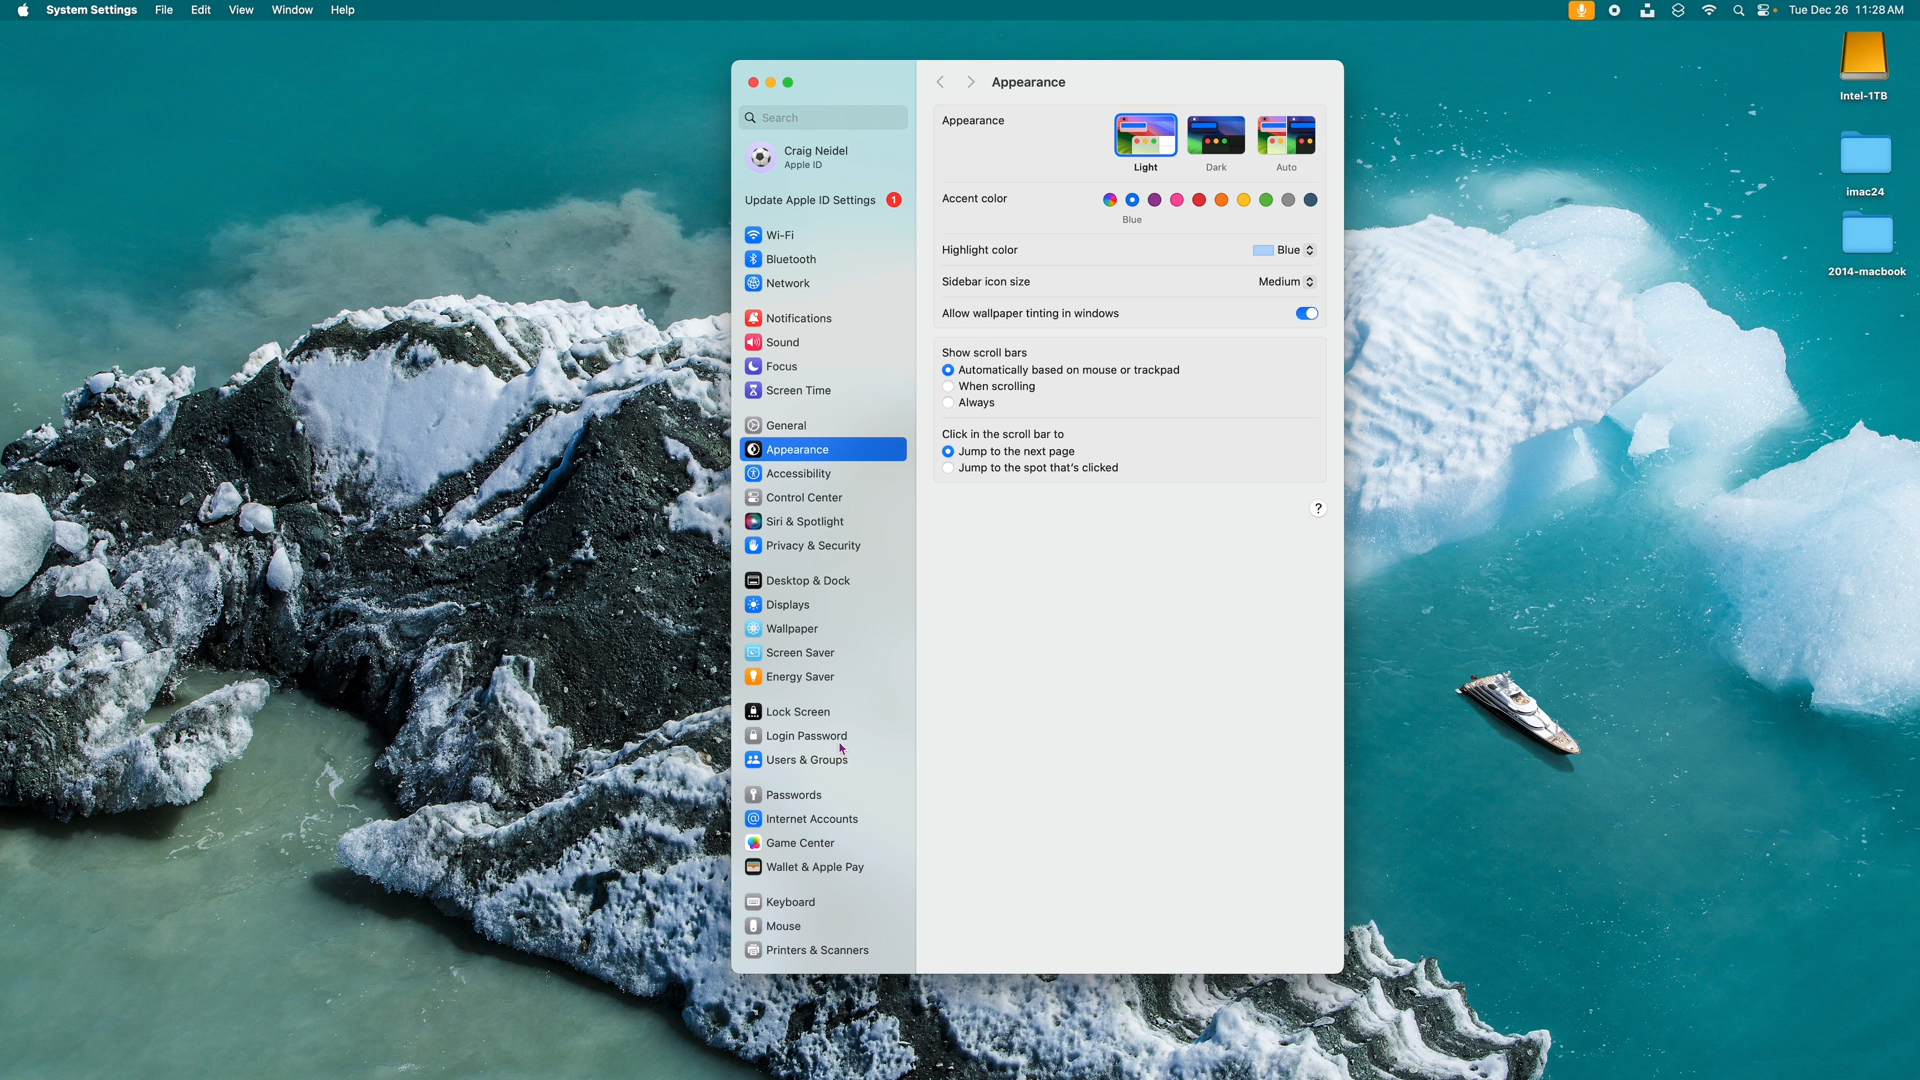 System Settings File Edit View Window Help
Tue Dec 26 11:28 AM
Intel-1TB
imac24
2014-macbook
Search
Craig Neidel
Apple ID
Update Apple ID Settings 1
Wi-Fi
Bluetooth
Network
Notifications
Sound
Focus
Screen Time
General
Appearance
Accessibility
Control Center
Siri & Spotlight
Privacy & Security
Desktop & Dock
Displays
Wallpaper
Screen Saver
Energy Saver
Lock Screen
Login Password
Users & Groups
Passwords
Internet Accounts
Game Center
Wallet & Apple Pay
Keyboard
Mouse
Printers & Scanners
Appearance
Appearance
Light Dark Auto
Accent color
Blue
Highlight color Blue
Sidebar icon size Medium
Allow wallpaper tinting in windows
Show scroll bars
Automatically based on mouse or trackpad
When scrolling
Always
Click in the scroll bar to
Jump to the next page
Jump to the spot that's clicked
?